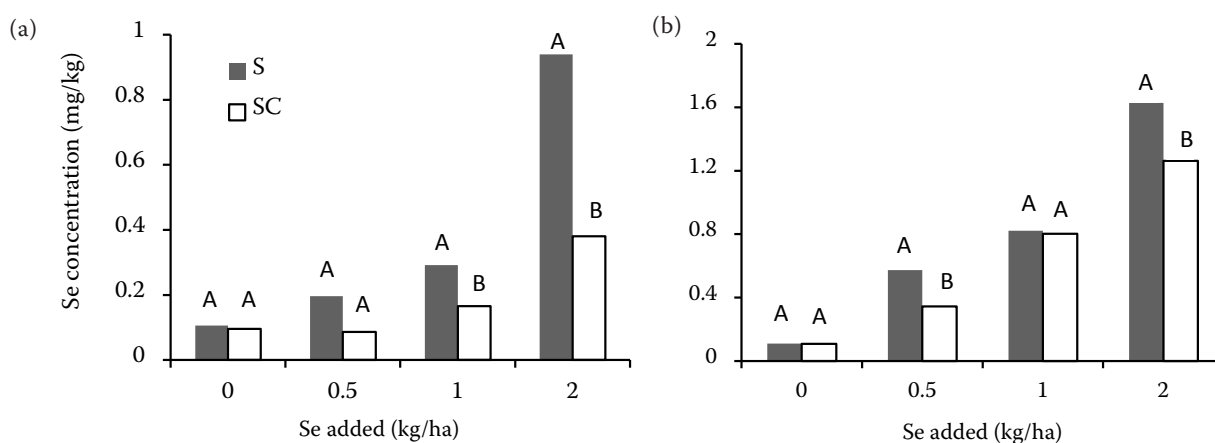 (a)
Se concentration (mg/kg)
1
0.8
0.6
0.4
0.2
0
S
SC
A A
A A
A B
A B
0 0.5 1 2
Se added (kg/ha)
(b)
2
1.6
1.2
0.8
0.4
0
A A
A B
A A
A B
0 0.5 1 2
Se added (kg/ha)